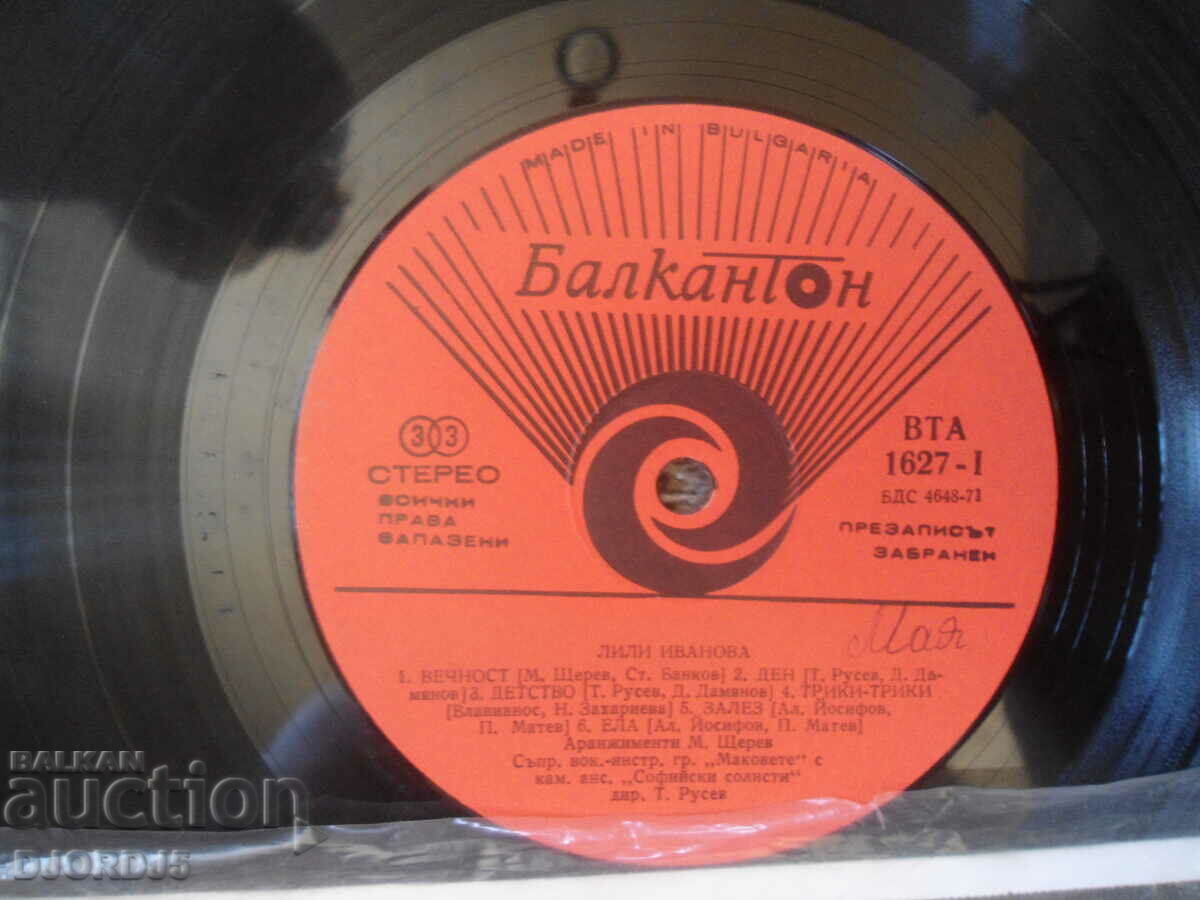 MADE IN BULGARIA
Балкантон
33
СТЕРЕО
ВСИЧКИ
ПРАВА
ЗАПАЗЕНИ
ВТА
1627-I
БДС 4648-71
ПРЕЗАПИСЪТ
ЗАБРАНЕН
Мая
ЛИЛИ ИВАНОВА
1. ВЕЧНОСТ [М. Щерев, Ст. Банков] 2. ДЕН [Т. Русев, Д. Да-
мянов] 3. ДЕТСТВО [Т. Русев, Д. Дамянов] 4. ТРИКИ-ТРИКИ
[Влавианос, Н. Захариева] 5. ЗАЛЕЗ [Ал. Йосифов,
П. Матев] 6. ЕЛА [Ал. Йосифов, П. Матев]
Аранжименти М. Щерев
Съпр. вок.-инстр. гр. „Маковете“ с
кам. анс. „Софийски солисти“
дир. Т. Русев
BALKAN
auction
DJORDJ5